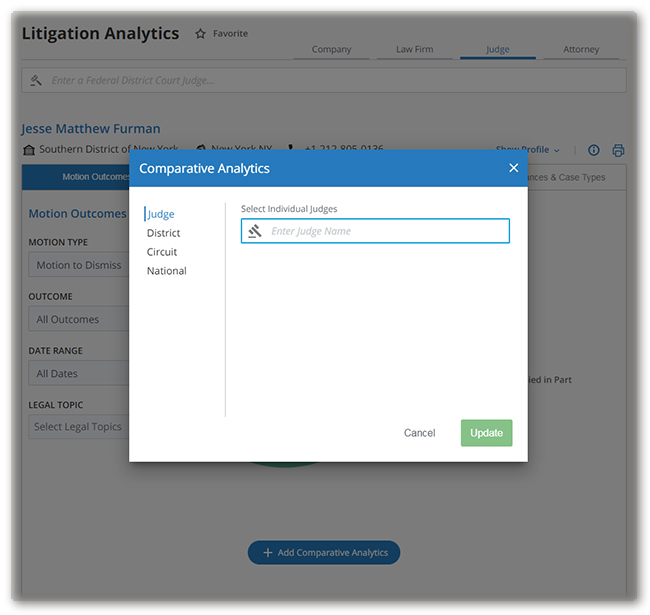 Litigation Analytics Favorite
Company Law Firm Judge Attorney
Enter a Federal District Court Judge...
Jesse Matthew Furman
Southern District of New York New York NY +1 212 805 0136 Show Profile
Comparative Analytics
Motion Outcomes & Case Types
Motion Outcomes
MOTION TYPE
Motion to Dismiss
OUTCOME
All Outcomes
DATE RANGE
All Dates
LEGAL TOPIC
Select Legal Topics
Judge
District
Circuit
National
Select Individual Judges
Enter Judge Name
in Part
Cancel Update
Add Comparative Analytics